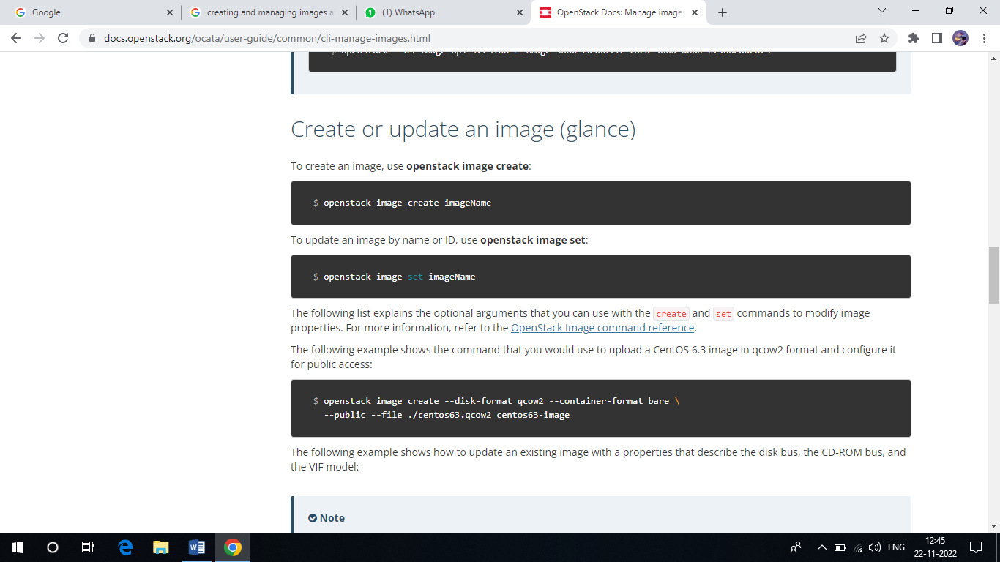 Google
creating and managing images a
(1) WhatsApp
OpenStack Docs: Manage images
docs.openstack.org/ocata/user-guide/common/cli-manage-images.html
Create or update an image (glance)
To create an image, use openstack image create:
$ openstack image create imageName
To update an image by name or ID, use openstack image set:
$ openstack image set imageName
The following list explains the optional arguments that you can use with the create and set commands to modify image
properties. For more information, refer to the OpenStack Image command reference.
The following example shows the command that you would use to upload a CentOS 6.3 image in qcow2 format and configure it
for public access:
$ openstack image create --disk-format qcow2 --container-format bare \
--public --file ./centos63.qcow2 centos63-image
The following example shows how to update an existing image with a properties that describe the disk bus, the CD-ROM bus, and
the VIF model:
Note
ENG
12:45
22-11-2022